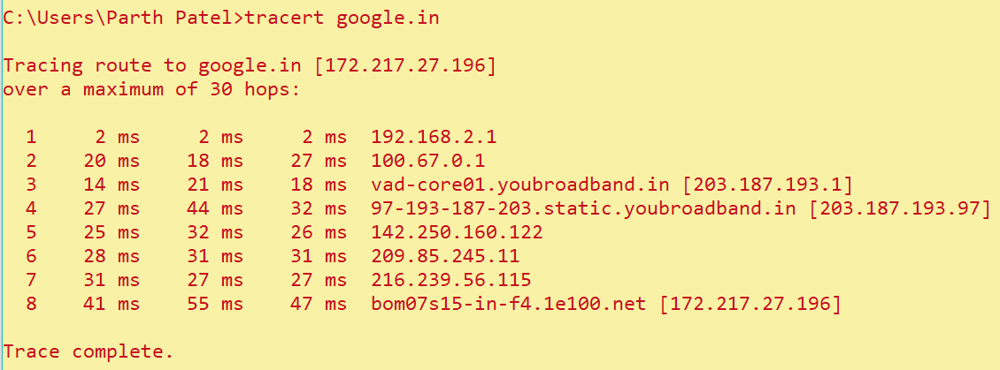 C:\Users\Parth Patel>tracert google.in
Tracing route to google.in [172.217.27.196]
over a maximum of 30 hops:
1 2 ms 2 ms 2 ms 192.168.2.1
2 20 ms 18 ms 27 ms 100.67.0.1
3 14 ms 21 ms 18 ms vad-core01.youbroadband.in [203.187.193.1]
4 27 ms 44 ms 32 ms 97-193-187-203.static.youbroadband.in [203.187.193.97]
5 25 ms 32 ms 26 ms 142.250.160.122
6 28 ms 31 ms 31 ms 209.85.245.11
7 31 ms 27 ms 27 ms 216.239.56.115
8 41 ms 55 ms 47 ms bom07s15-in-f4.1e100.net [172.217.27.196]
Trace complete.